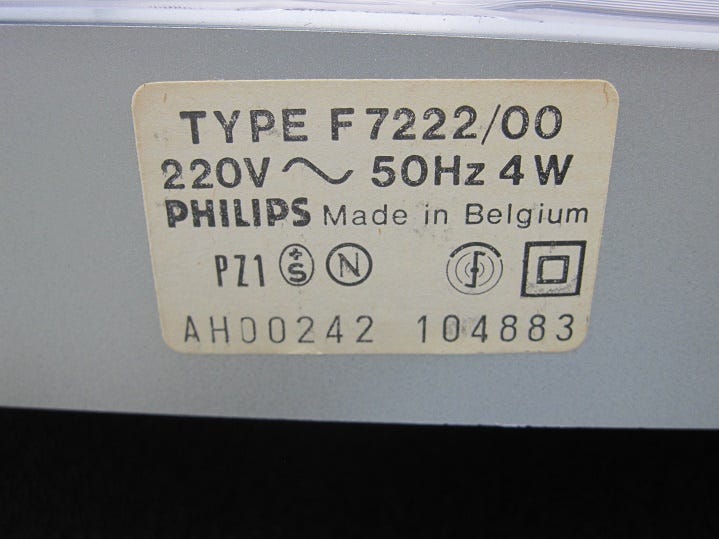 TYPE F7222/00
220V ~ 50Hz 4W
PHILIPS Made in Belgium
PZ1 +S N
AH00242 104883